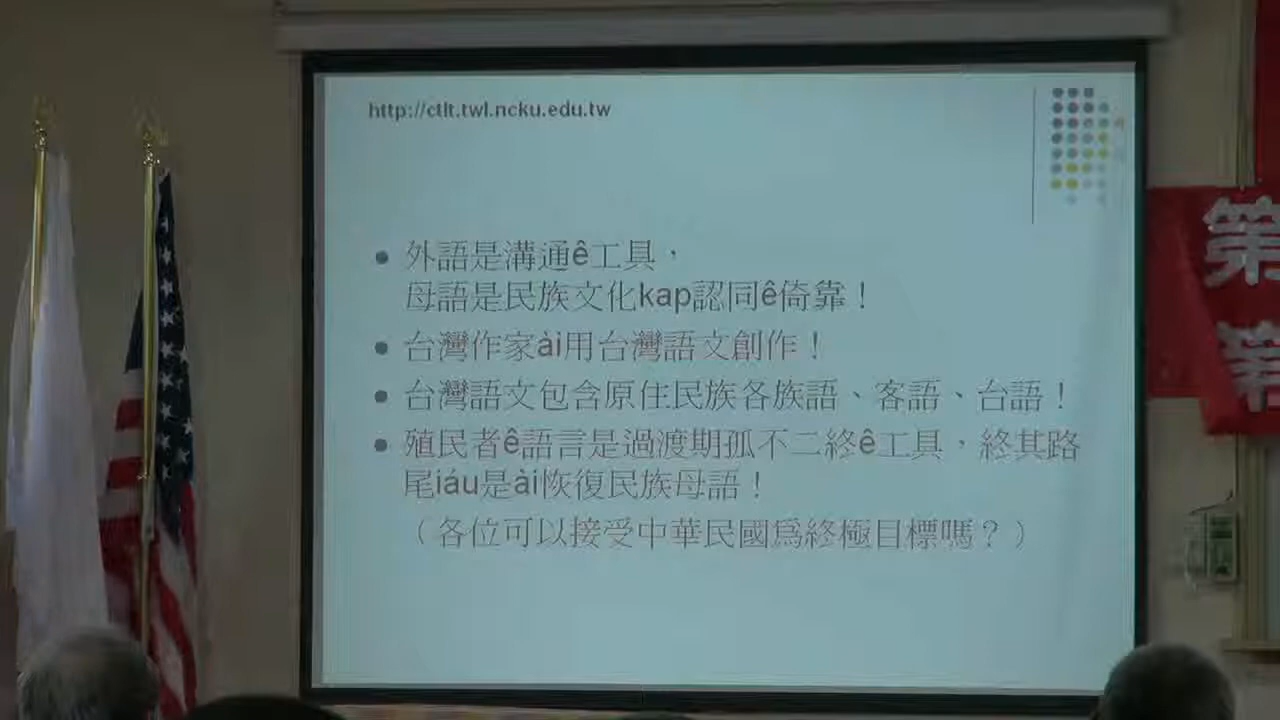 http://ctlt.twl.ncku.edu.tw
外語是溝通ê工具，
母語是民族文化kap認同ê倚靠！
台灣作家ài用台灣語文創作！
台灣語文包含原住民族各族語、客語、台語！
殖民者ê語言是過渡期孤不二終ê工具，終其路
尾iáu是ài恢復民族母語！
（各位可以接受中華民國為終極目標嗎？）
第